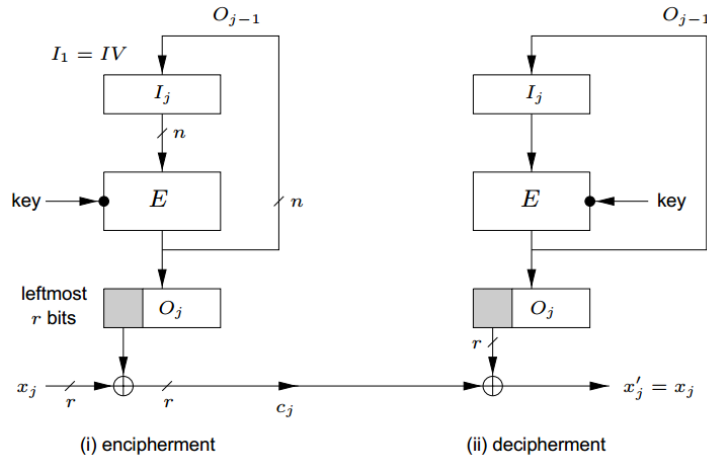 O_{j−1}
O_{j−1}
I_1 = IV
I_j
I_j
n
key
E
n
E
key
leftmost
r bits
O_j
O_j
r
x_j
r
r
c_j
x'_j = x_j
(i) encipherment
(ii) decipherment